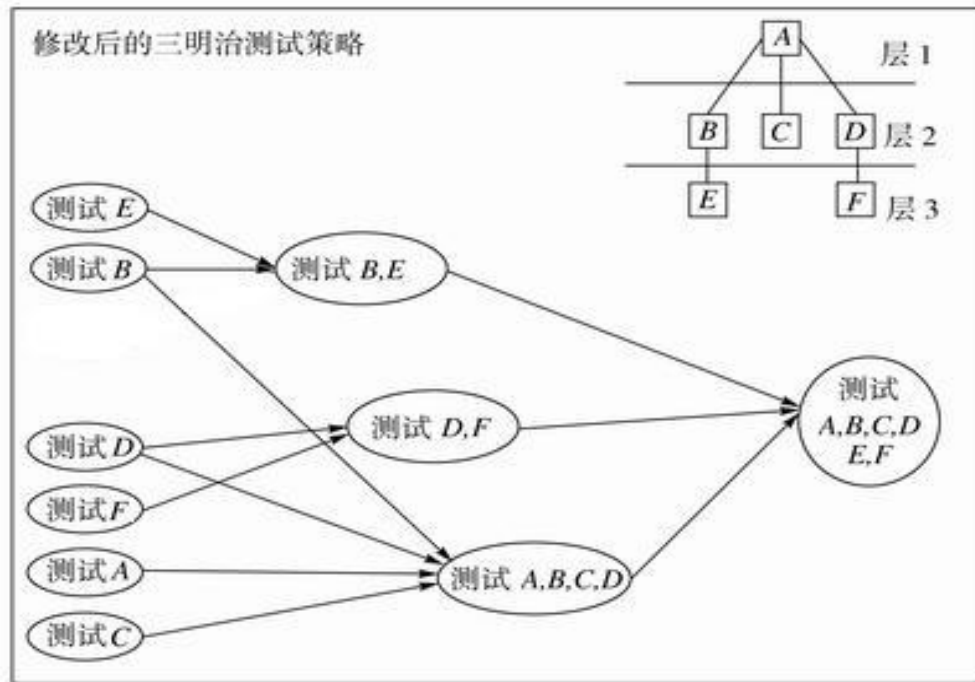 修改后的三明治测试策略
A
层 1
B
C
D
层 2
E
F
层 3
测试 E
测试 B
测试 B,E
测试 D
测试 D,F
测试 F
测试 A
测试 C
测试 A,B,C,D
测试
A,B,C,D
E,F